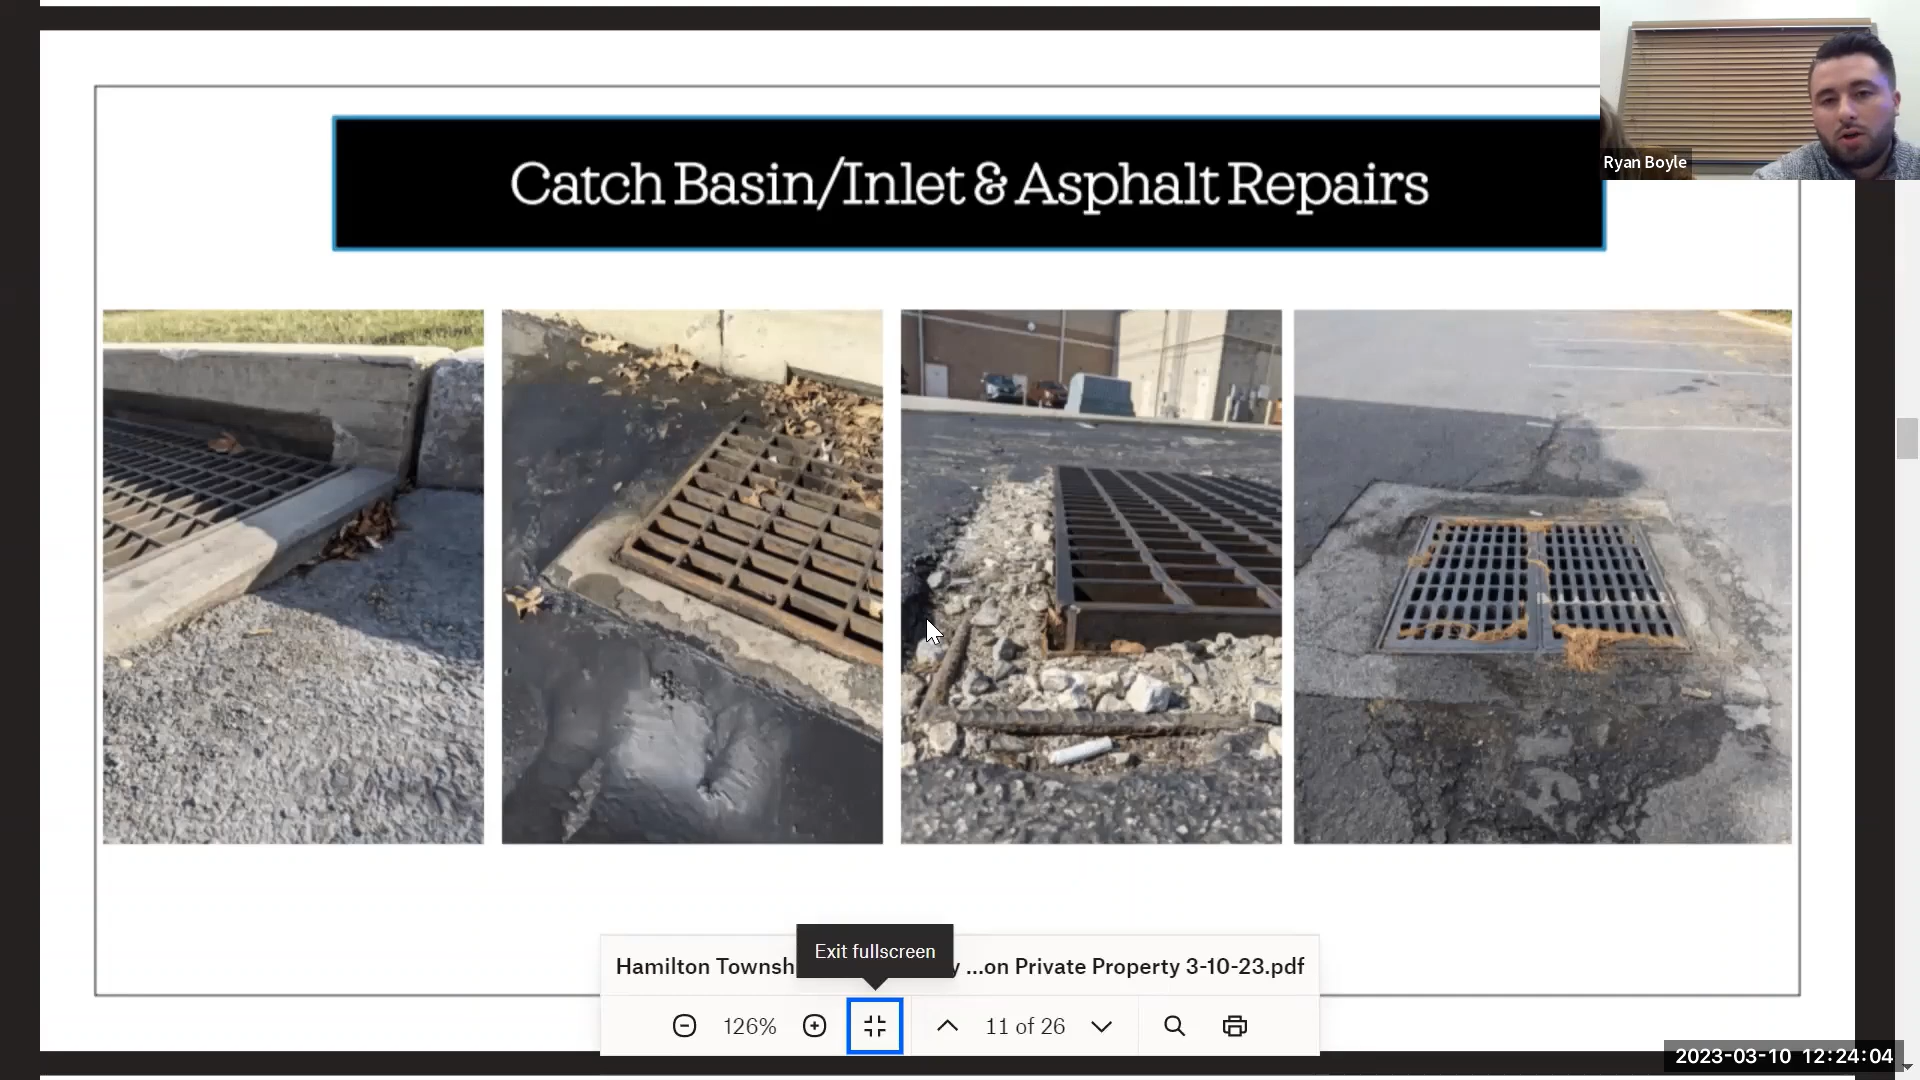 Catch Basin/Inlet & Asphalt Repairs
Ryan Boyle
Exit fullscreen
Hamilton Townsh
y ...on Private Property 3-10-23.pdf
126%
11 of 26
2023-03-10 12:24:04